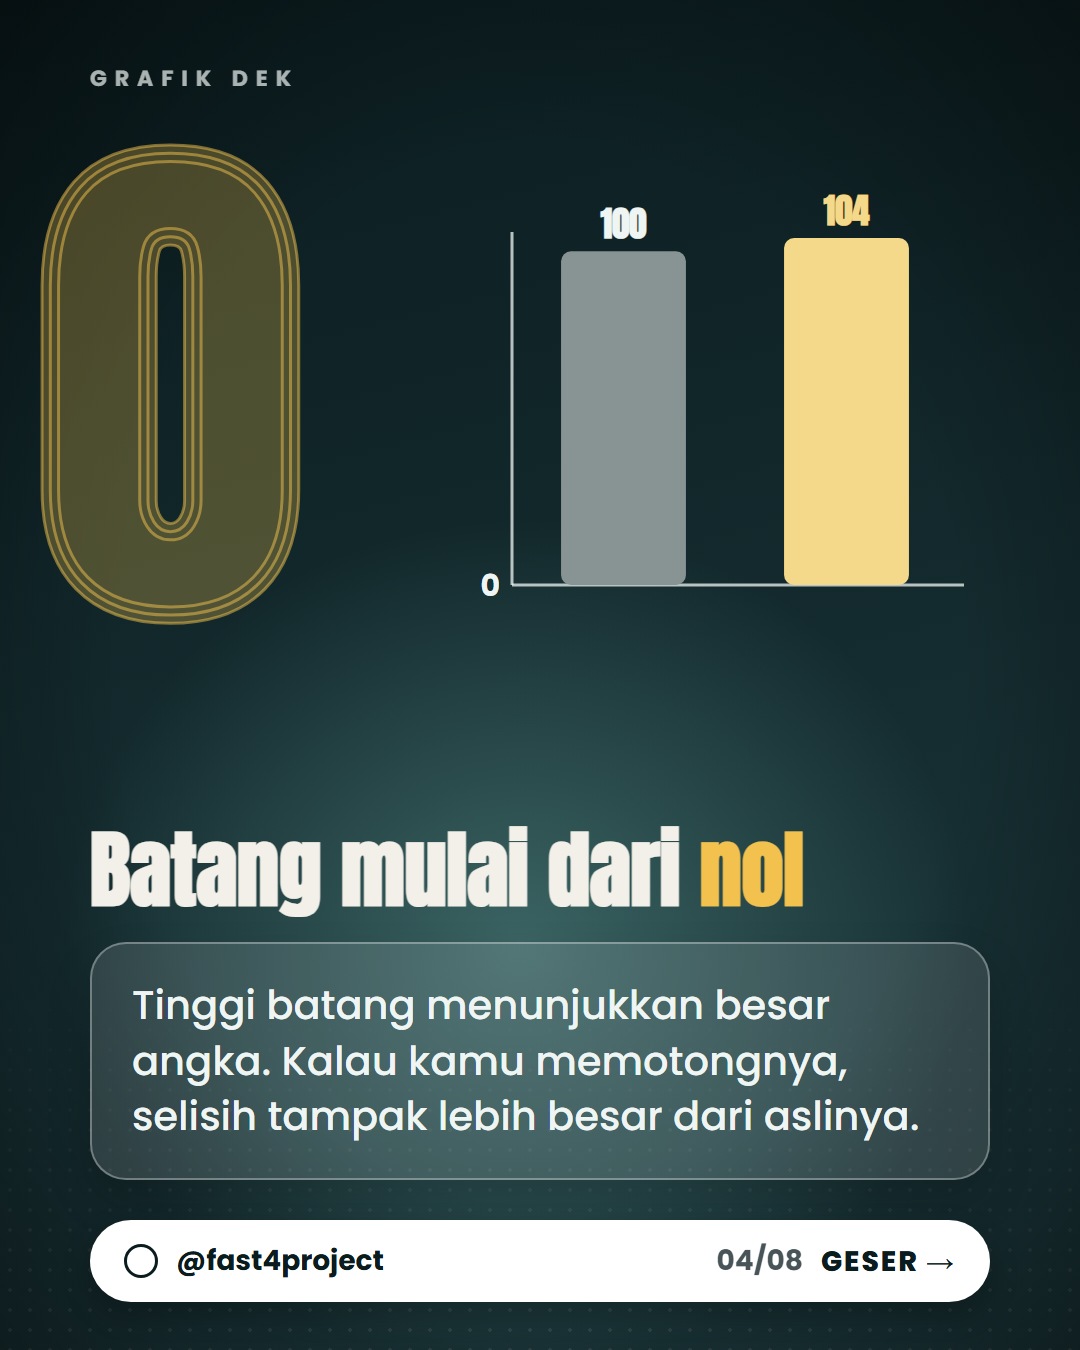 GRAFIK DEK
0
100
104
0
Batang mulai dari nol
Tinggi batang menunjukkan besar
angka. Kalau kamu memotongnya,
selisih tampak lebih besar dari aslinya.
@fast4project
04/08 GESER →